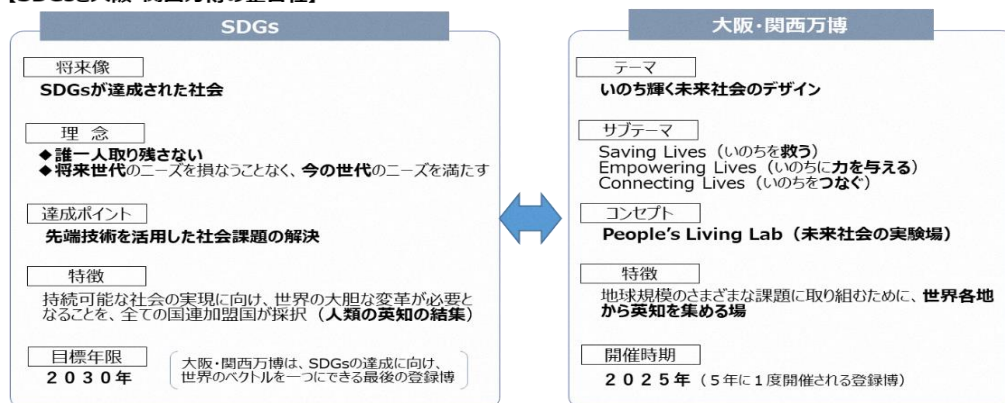 【SDGsと大阪・関西万博の整合性】
SDGs
将来像
SDGsが達成された社会
理 念
◆誰一人取り残さない
◆将来世代のニーズを損なうことなく、今の世代のニーズを満たす
達成ポイント
先端技術を活用した社会課題の解決
特徴
持続可能な社会の実現に向け、世界の大胆な変革が必要と
なることを、全ての国連加盟国が採択（人類の英知の結集）
目標年限
２０３０年
大阪・関西万博は、SDGsの達成に向け、
世界のベクトルを一つにできる最後の登録博
大阪・関西万博
テーマ
いのち輝く未来社会のデザイン
サブテーマ
Saving Lives（いのちを救う）
Empowering Lives（いのちに力を与える）
Connecting Lives（いのちをつなぐ）
コンセプト
People's Living Lab（未来社会の実験場）
特徴
地球規模のさまざまな課題に取り組むために、世界各地
から英知を集める場
開催時期
２０２５年（５年に１度開催される登録博）